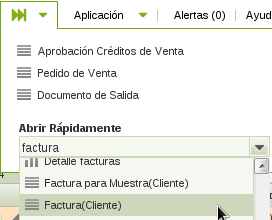 Aplicación
Alertas (0)
Ayud
Aprobación Créditos de Venta
Pedido de Venta
Documento de Salida
Abrir Rápidamente
factura
Detalle facturas
Factura para Muestra(Cliente)
Factura(Cliente)